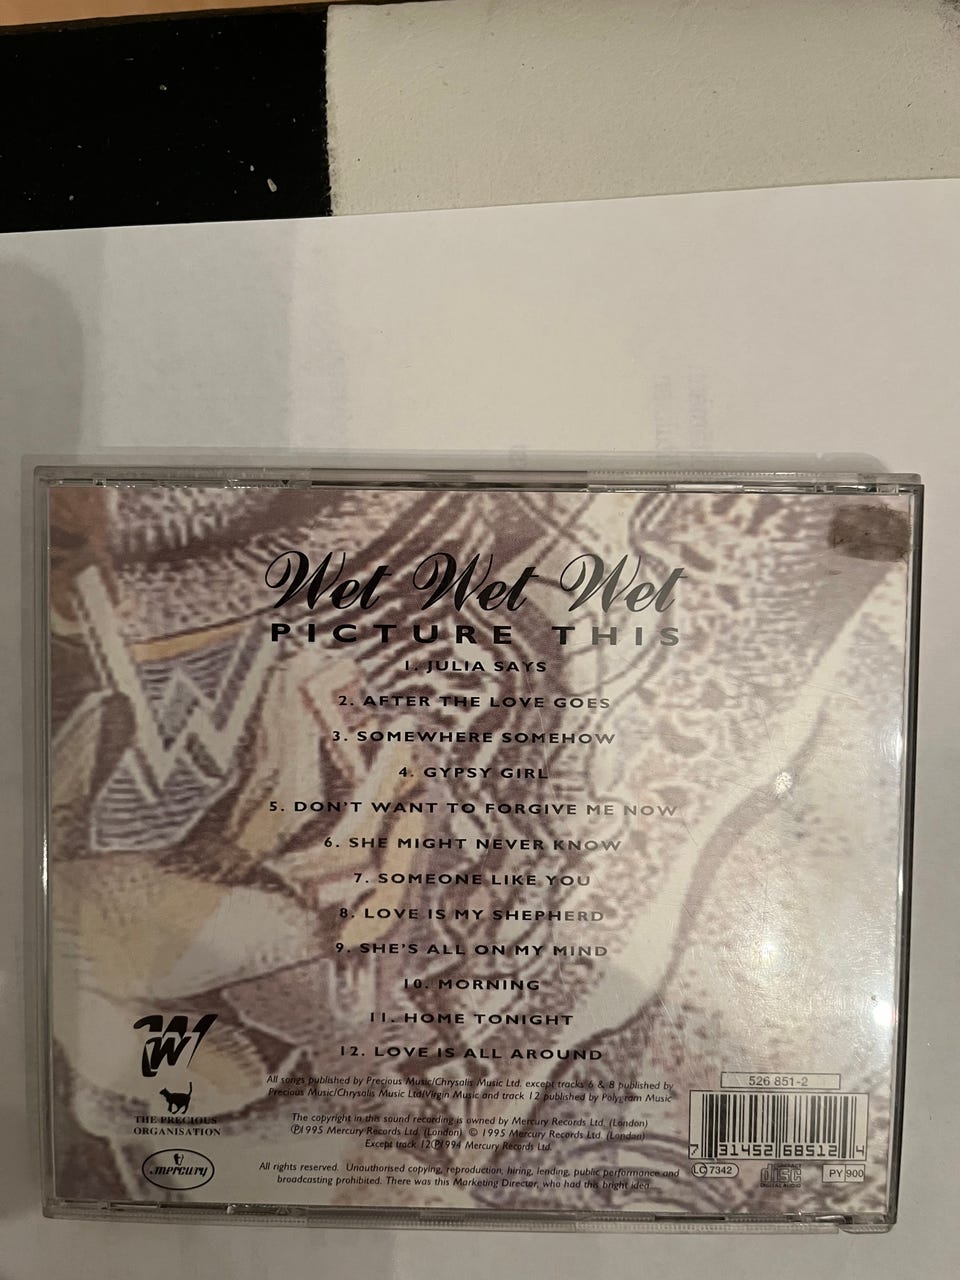 Wet Wet Wet
PICTURE THIS
1. JULIA SAYS
2. AFTER THE LOVE GOES
3. SOMEWHERE SOMEHOW
4. GYPSY GIRL
5. DON'T WANT TO FORGIVE ME NOW
6. SHE MIGHT NEVER KNOW
7. SOMEONE LIKE YOU
8. LOVE IS MY SHEPHERD
9. SHE'S ALL ON MY MIND
10. MORNING
11. HOME TONIGHT
12. LOVE IS ALL AROUND
All songs published by Precious Music/Chrysalis Music Ltd. except tracks 6 & 8 published by
Precious Music/Chrysalis Music Ltd/Virgin Music and track 12 published by Polygram Music
The copyright in this sound recording is owned by Mercury Records Ltd. (London)
℗1995 Mercury Records Ltd. (London) © 1995 Mercury Records Ltd. (London)
Except track 12℗1994 Mercury Records Ltd.
All rights reserved. Unauthorised copying, reproduction, hiring, lending, public performance and
broadcasting prohibited. There was this Marketing Director, who had this bright idea.
W
THE PRECIOUS
ORGANISATION
mercury
526 851-2
7 31452 68512 4
LC 7342
COMPACT
disc
DIGITAL AUDIO
PY 900